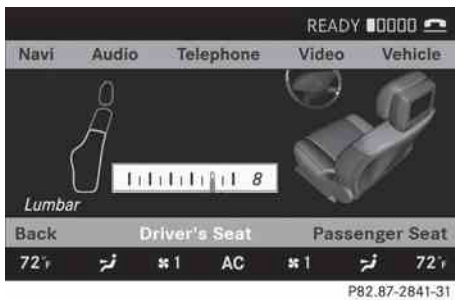 READY
Navi Audio Telephone Video Vehicle
8
Lumbar
Back Driver's Seat Passenger Seat
72°F 1 AC 1 72°F
P82.87-2841-31